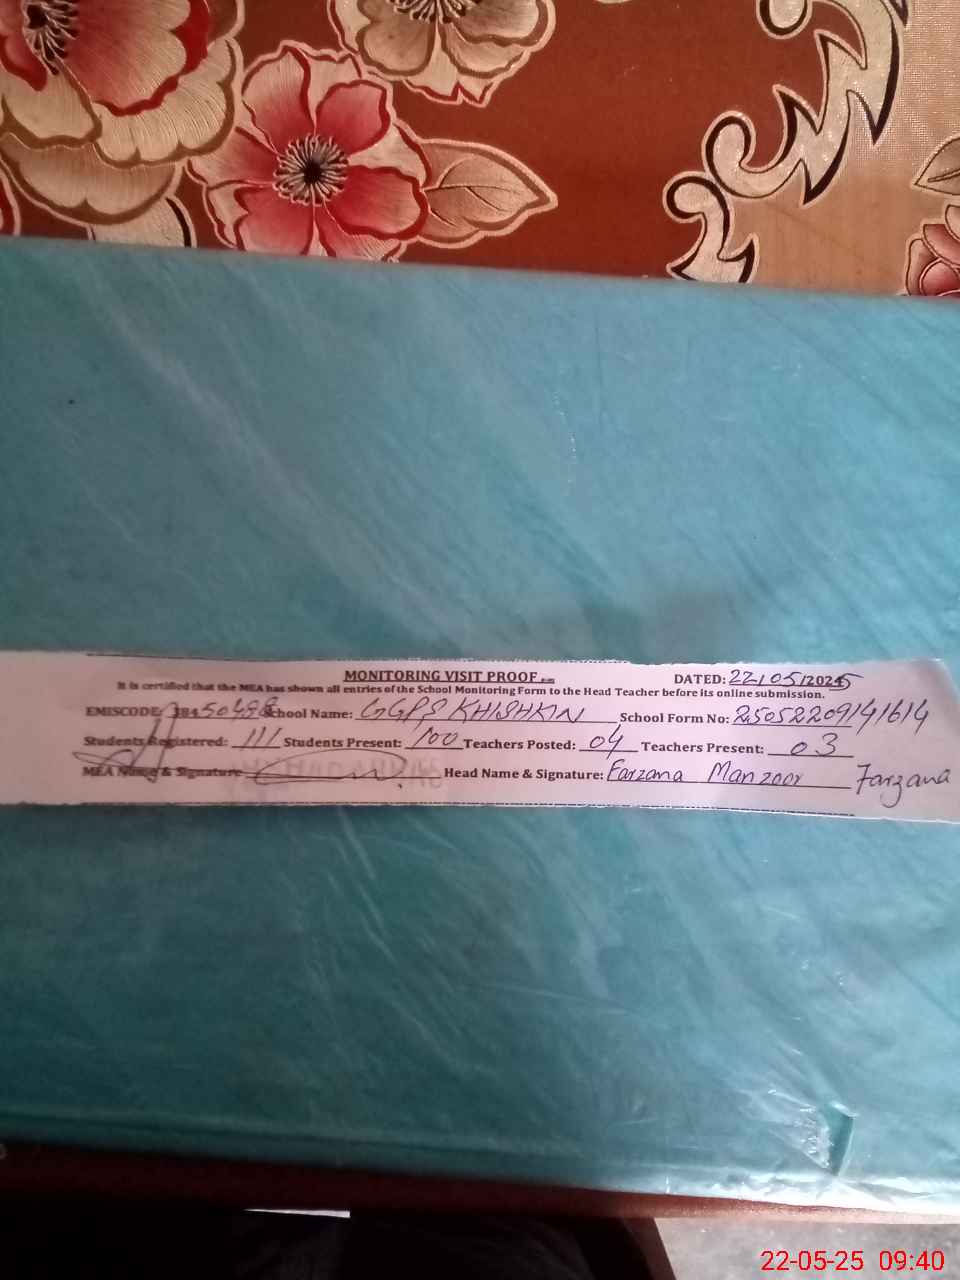 MONITORING VISIT PROOF DATED: 22/05/2025
It is certified that the MEA has shown all entries of the School Monitoring Form to the Head Teacher before its online submission.
EMISCODE: School Name: GGPS KHISHKIN School Form No: 25052209141614
Students Registered: 111 Students Present: 100 Teachers Posted: 04 Teachers Present: 03
MEA Name & Signature Head Name & Signature: Farzana Manzoor Farzana
22-05-25 09:40